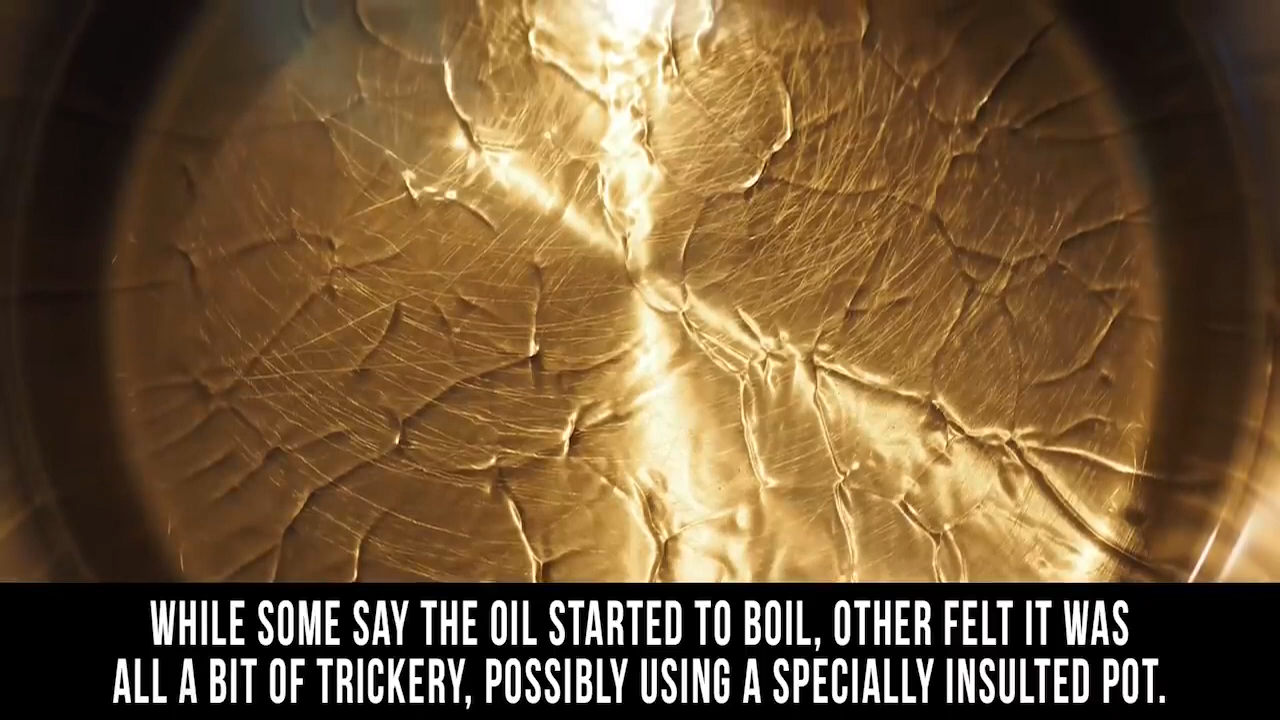 WHILE SOME SAY THE OIL STARTED TO BOIL, OTHER FELT IT WAS
ALL A BIT OF TRICKERY, POSSIBLY USING A SPECIALLY INSULTED POT.